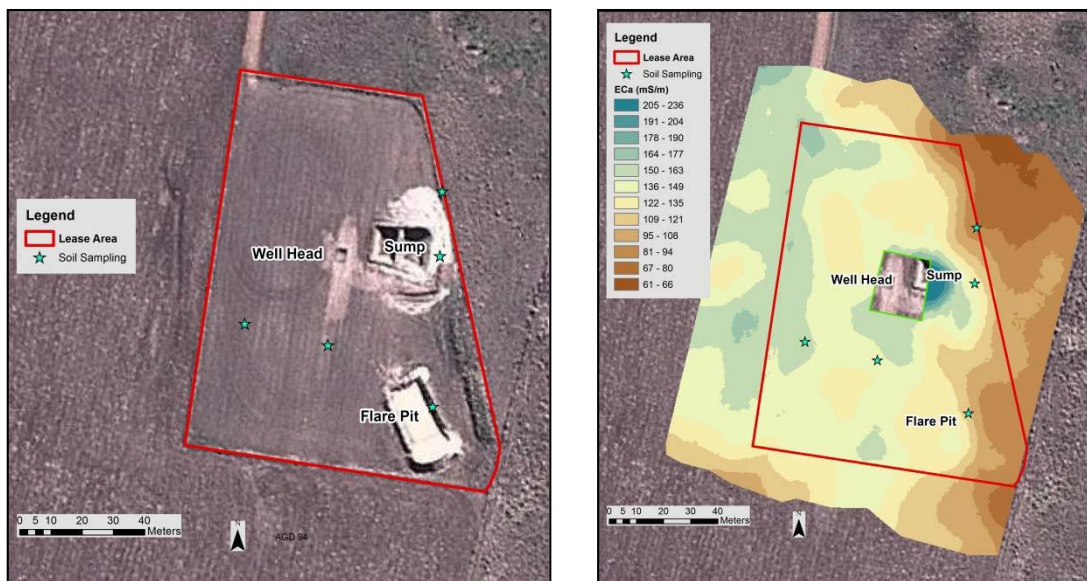 Legend
Lease Area
Soil Sampling
Well Head
Sump
Flare Pit
0 5 10 20 30 40
Meters
N
AGD 94
Legend
Lease Area
Soil Sampling
ECa (mS/m)
205 - 236
191 - 204
178 - 190
164 - 177
150 - 163
136 - 149
122 - 135
109 - 121
95 - 108
81 - 94
67 - 80
61 - 66
Well Head
Sump
Flare Pit
0 5 10 20 30 40
Meters
N